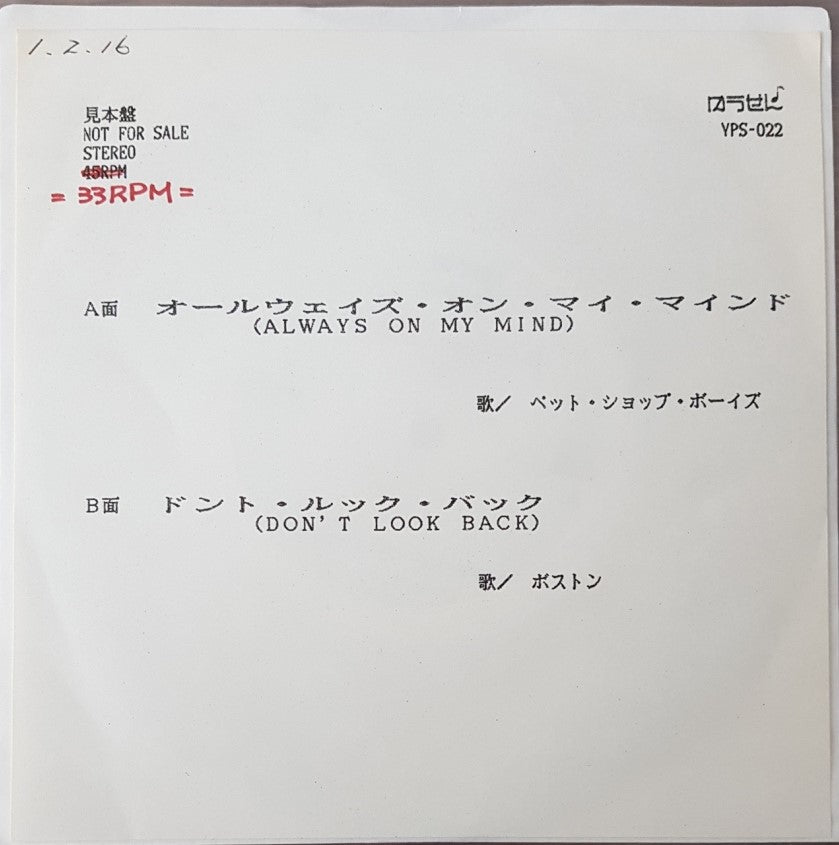 1.2.16
見本盤
NOT FOR SALE
STEREO
45RPM
= 33RPM =
ゆうせん
YPS-022
A面 オールウェイズ・オン・マイ・マインド
(ALWAYS ON MY MIND)
歌／ ペット・ショップ・ボーイズ
B面 ドント・ルック・バック
(DON'T LOOK BACK)
歌／ ボストン